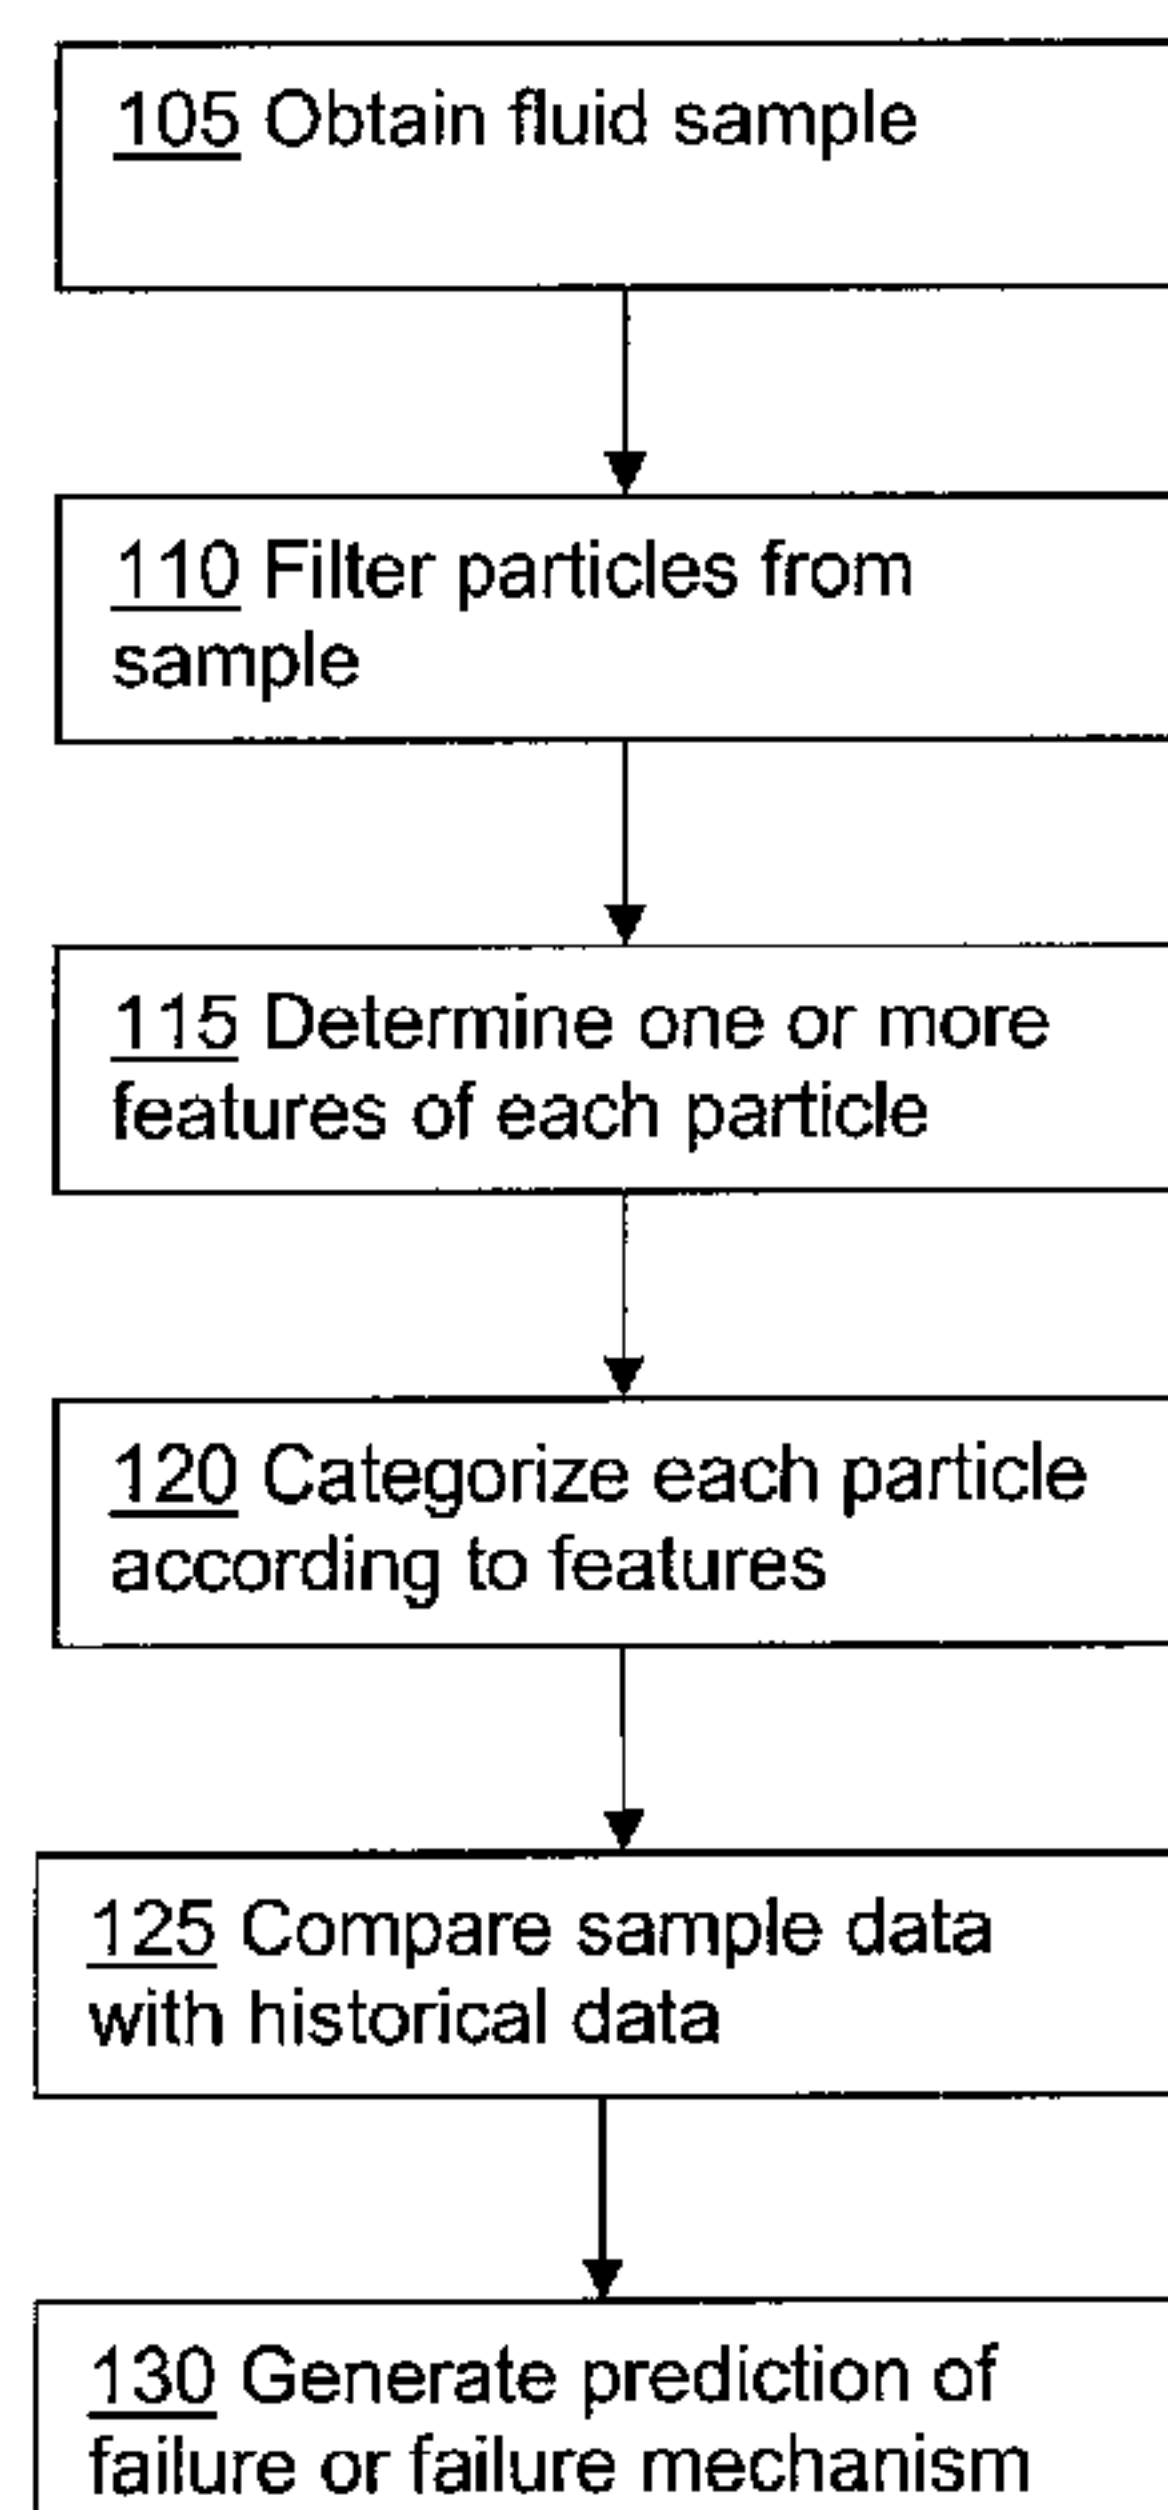 105 Obtain fluid sample
110 Filter particles from
sample
115 Determine one or more
features of each particle
120 Categorize each particle
according to features
125 Compare sample data
with historical data
130 Generate prediction of
failure or failure mechanism